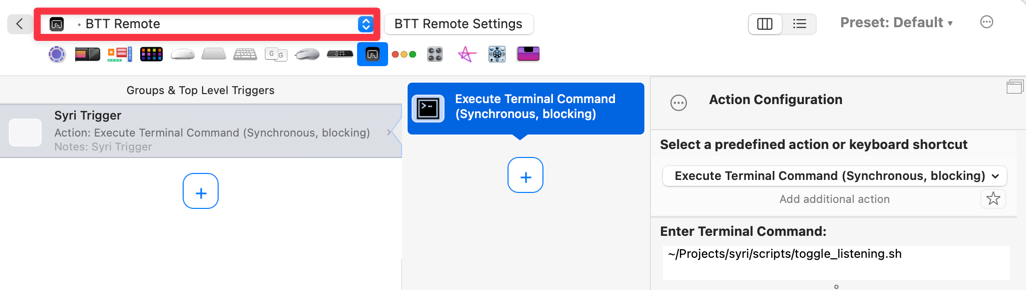 • BTT Remote
BTT Remote Settings
Preset: Default ▾
Groups & Top Level Triggers
Syri Trigger
Action: Execute Terminal Command (Synchronous, blocking)
Notes: Syri Trigger
Execute Terminal Command
(Synchronous, blocking)
Action Configuration
Select a predefined action or keyboard shortcut
Execute Terminal Command (Synchronous, blocking)
Add additional action
Enter Terminal Command:
~/Projects/syri/scripts/toggle_listening.sh